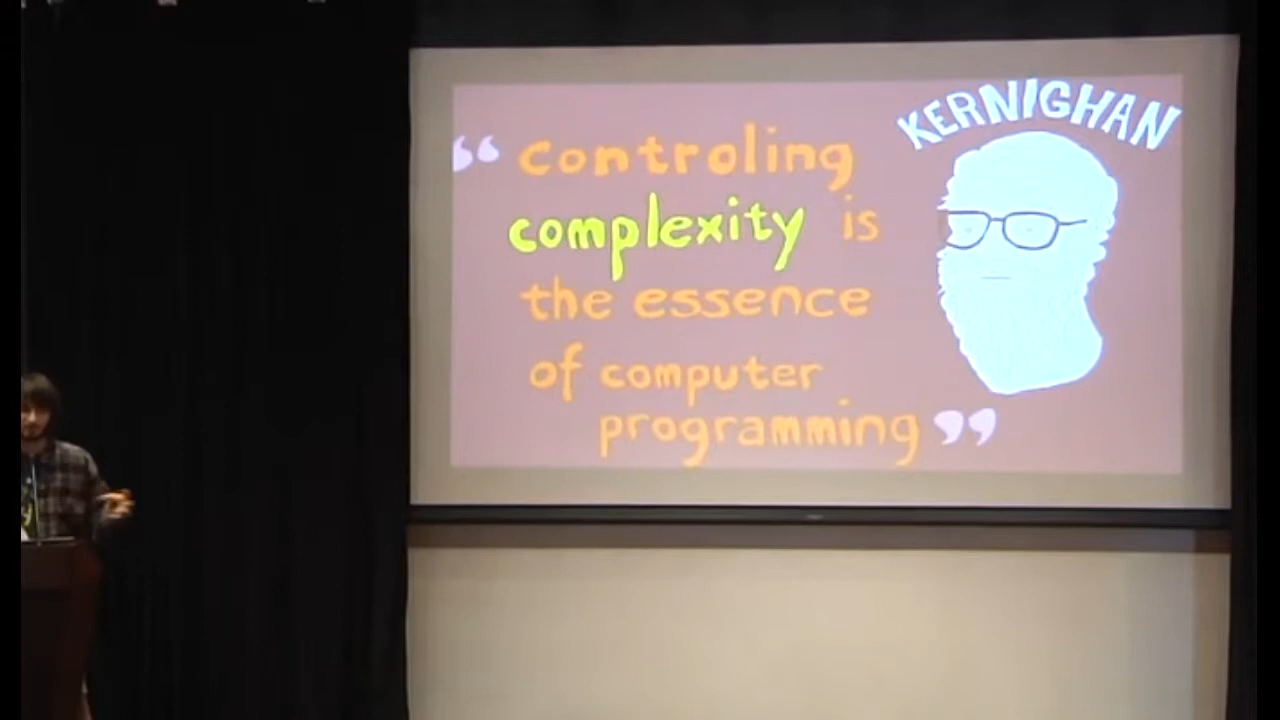 KERNIGHAN
“ controling
complexity is
the essence
of computer
programming ”